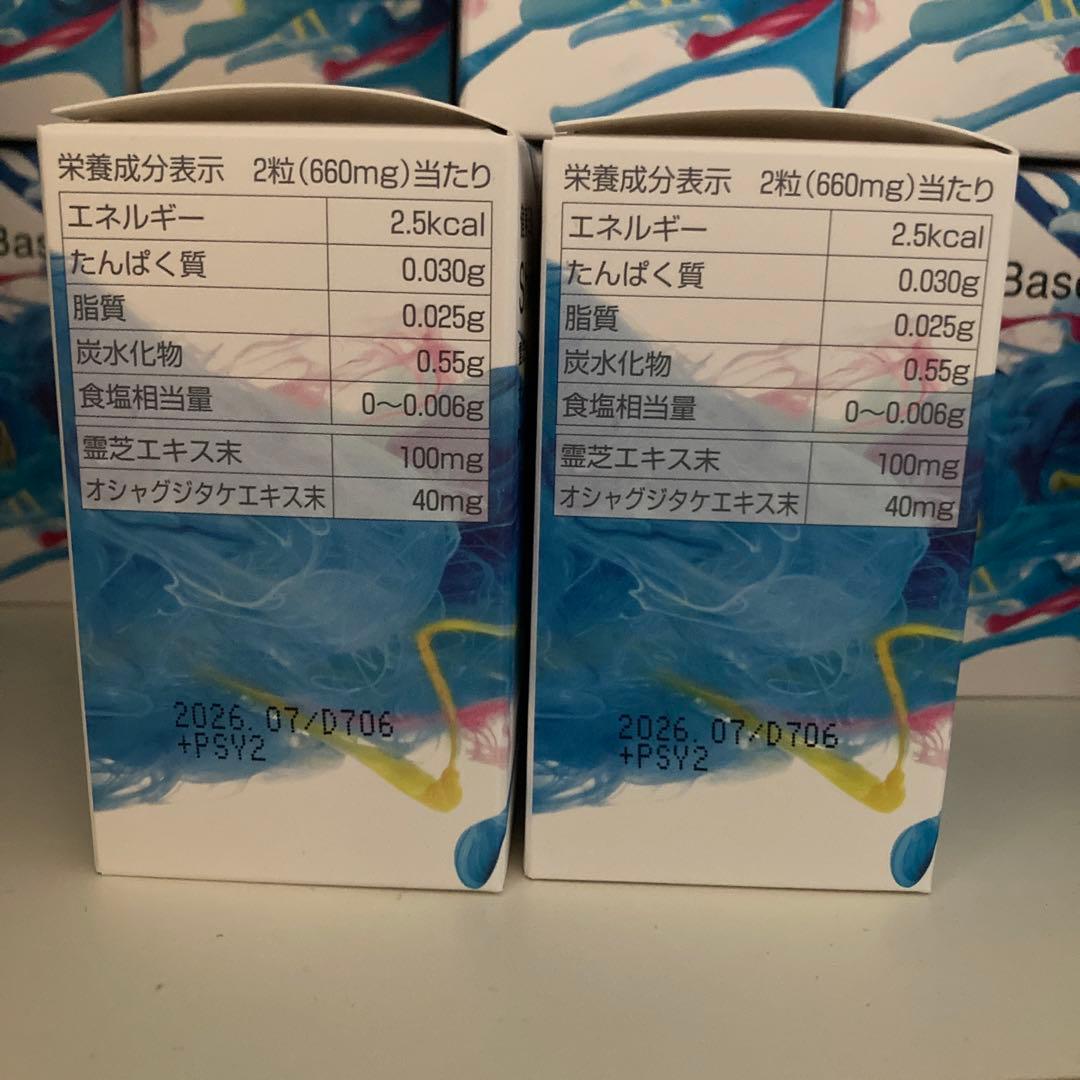 栄養成分表示 2粒(660mg)当たり
エネルギー 2.5kcal
たんぱく質 0.030g
脂質 0.025g
炭水化物 0.55g
食塩相当量 0〜0.006g
霊芝エキス末 100mg
オシャグジタケエキス末 40mg
2026.07/D706
+PSY2
栄養成分表示 2粒(660mg)当たり
エネルギー 2.5kcal
たんぱく質 0.030g
脂質 0.025g
炭水化物 0.55g
食塩相当量 0〜0.006g
霊芝エキス末 100mg
オシャグジタケエキス末 40mg
2026.07/D706
+PSY2